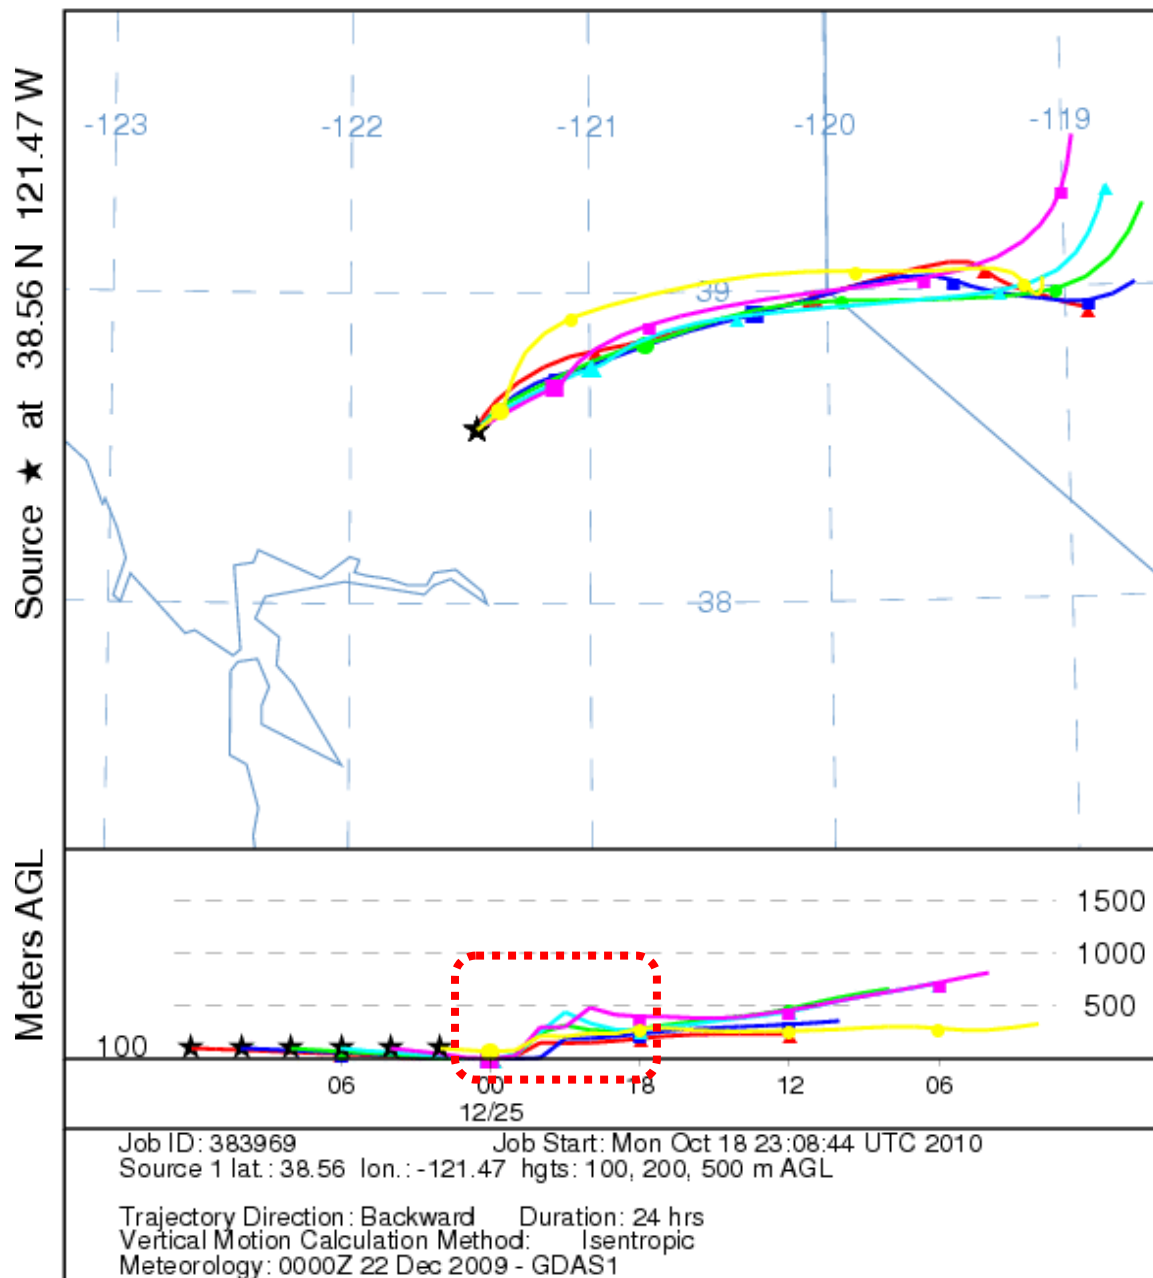 Source ★ at 38.56 N 121.47 W
-123 -122 -121 -120 -119
39
38
Meters AGL
1500
1000
500
100
06 00 18 12 06
12/25
Job ID: 383969 Job Start: Mon Oct 18 23:08:44 UTC 2010
Source 1 lat.: 38.56 lon.: -121.47 hgts: 100, 200, 500 m AGL
Trajectory Direction: Backward Duration: 24 hrs
Vertical Motion Calculation Method: Isentropic
Meteorology: 0000Z 22 Dec 2009 - GDAS1